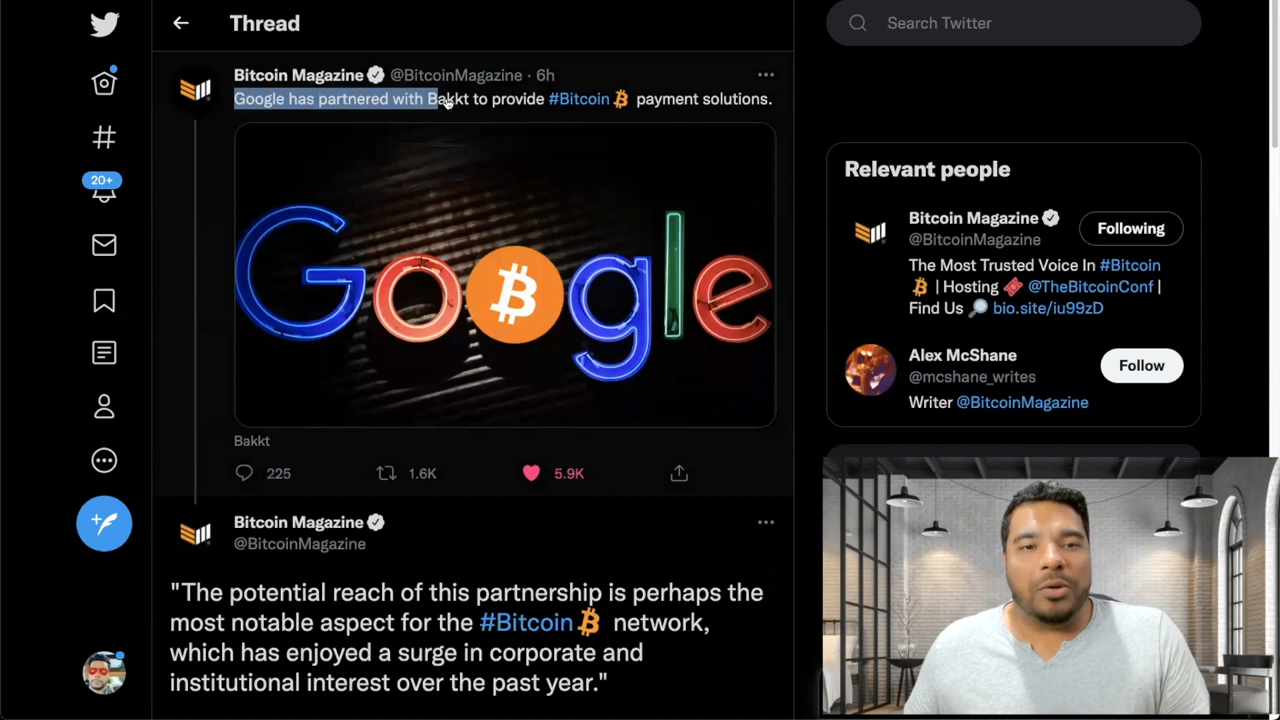 Thread
Search Twitter
Bitcoin Magazine @BitcoinMagazine · 6h
Google has partnered with Bakkt to provide #Bitcoin payment solutions.
Google
Bakkt
225
1.6K
5.9K
Bitcoin Magazine
@BitcoinMagazine
"The potential reach of this partnership is perhaps the
most notable aspect for the #Bitcoin network,
which has enjoyed a surge in corporate and
institutional interest over the past year."
20+
Relevant people
Bitcoin Magazine
@BitcoinMagazine
Following
The Most Trusted Voice In #Bitcoin
| Hosting @TheBitcoinConf |
Find Us bio.site/iu99zD
Alex McShane
@mcshane_writes
Follow
Writer @BitcoinMagazine